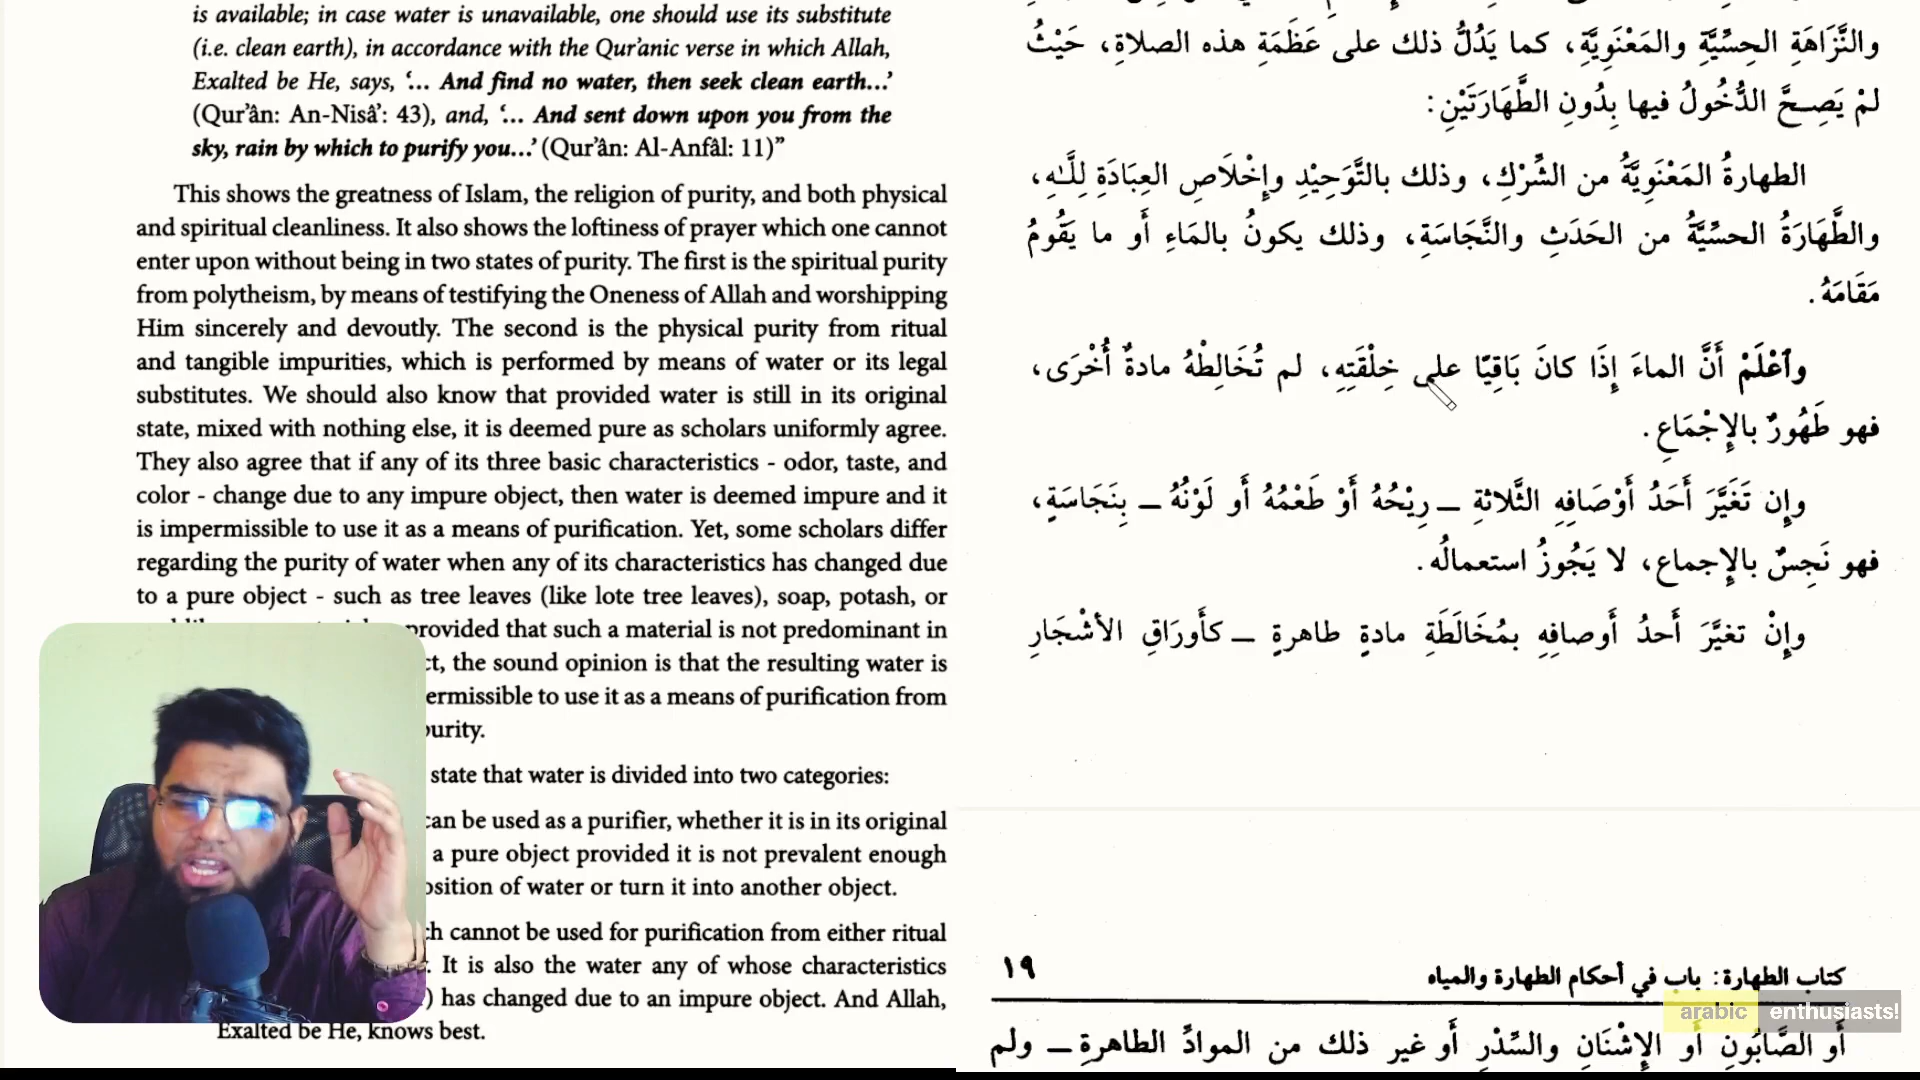 is available; in case water is unavailable, one should use its substitute
(i.e. clean earth), in accordance with the Qur'anic verse in which Allah,
Exalted be He, says, ‘... And find no water, then seek clean earth...’
(Qur’ân: An-Nisâ’: 43), and, ‘... And sent down upon you from the
sky, rain by which to purify you...’ (Qur’ân: Al-Anfâl: 11)”
This shows the greatness of Islam, the religion of purity, and both physical
and spiritual cleanliness. It also shows the loftiness of prayer which one cannot
enter upon without being in two states of purity. The first is the spiritual purity
from polytheism, by means of testifying the Oneness of Allah and worshipping
Him sincerely and devoutly. The second is the physical purity from ritual
and tangible impurities, which is performed by means of water or its legal
substitutes. We should also know that provided water is still in its original
state, mixed with nothing else, it is deemed pure as scholars uniformly agree.
They also agree that if any of its three basic characteristics - odor, taste, and
color - change due to any impure object, then water is deemed impure and it
is impermissible to use it as a means of purification. Yet, some scholars differ
regarding the purity of water when any of its characteristics has changed due
to a pure object - such as tree leaves (like lote tree leaves), soap, potash, or
provided that such a material is not predominant in
the sound opinion is that the resulting water is
permissible to use it as a means of purification from
state that water is divided into two categories:
can be used as a purifier, whether it is in its original
a pure object provided it is not prevalent enough
of water or turn it into another object.
cannot be used for purification from either ritual
It is also the water any of whose characteristics
) has changed due to an impure object. And Allah,
Exalted be He, knows best.
والنَّزَاهَةِ الحِسِّيَّةِ والمَعْنَوِيَّةِ، كما يَدُلُّ ذلك على عَظَمَةِ هذه الصلاةِ، حَيْثُ
لمْ يَصِحَّ الدُّخُولُ فيها بِدُونِ الطَّهَارَتَيْنِ:
الطهارةُ المَعْنَوِيَّةُ من الشِّرْكِ، وذلك بالتَّوَحِيْدِ وإِخْلَاصِ العِبَادَةِ لِلَّـٰهِ،
والطَّهَارَةُ الحسِّيَّةُ من الحَدَثِ والنَّجَاسَةِ، وذلك يكونُ بالمَاءِ أَو ما يَقُومُ
مَقَامَهُ.
وٱعْلَمْ أَنَّ الماءَ إِذَا كانَ بَاقِيًا على خِلْقَتِهِ، لم تُخَالِطْهُ مادةٌ أُخْرَى،
فهو طَهُورٌ بالإِجْمَاعِ.
وإِن تَغَيَّرَ أَحَدُ أَوْصَافِهِ الثَّلاثةِ ـ رِيْحُهُ أَوْ طَعْمُهُ أَو لَوْنُهُ ـ بِنَجَاسَةٍ،
فهو نَجِسٌ بالإِجماعِ، لا يَجُوزُ استعمالُه.
وإِنْ تغيَّرَ أَحدُ أَوصافِهِ بمُخَالَطَةِ مادةٍ طاهرةٍ ـ كأَورَاقِ الأشْجَارِ
كتاب الطهارة: باب في أحكام الطهارة والمياه ١٩
أَو الصَّابُونِ أَو الإِشْنَانِ والسِّدْرِ أَو غير ذلك من الموادِّ الطاهرةِ ـ ولم
arabic enthusiasts!